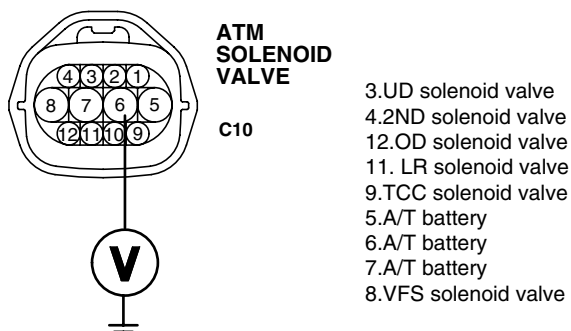 ATM
SOLENOID
VALVE
C10
4 3 2 1
8 7 6 5
12 11 10 9
V
3.UD solenoid valve
4.2ND solenoid valve
12.OD solenoid valve
11. LR solenoid valve
9.TCC solenoid valve
5.A/T battery
6.A/T battery
7.A/T battery
8.VFS solenoid valve